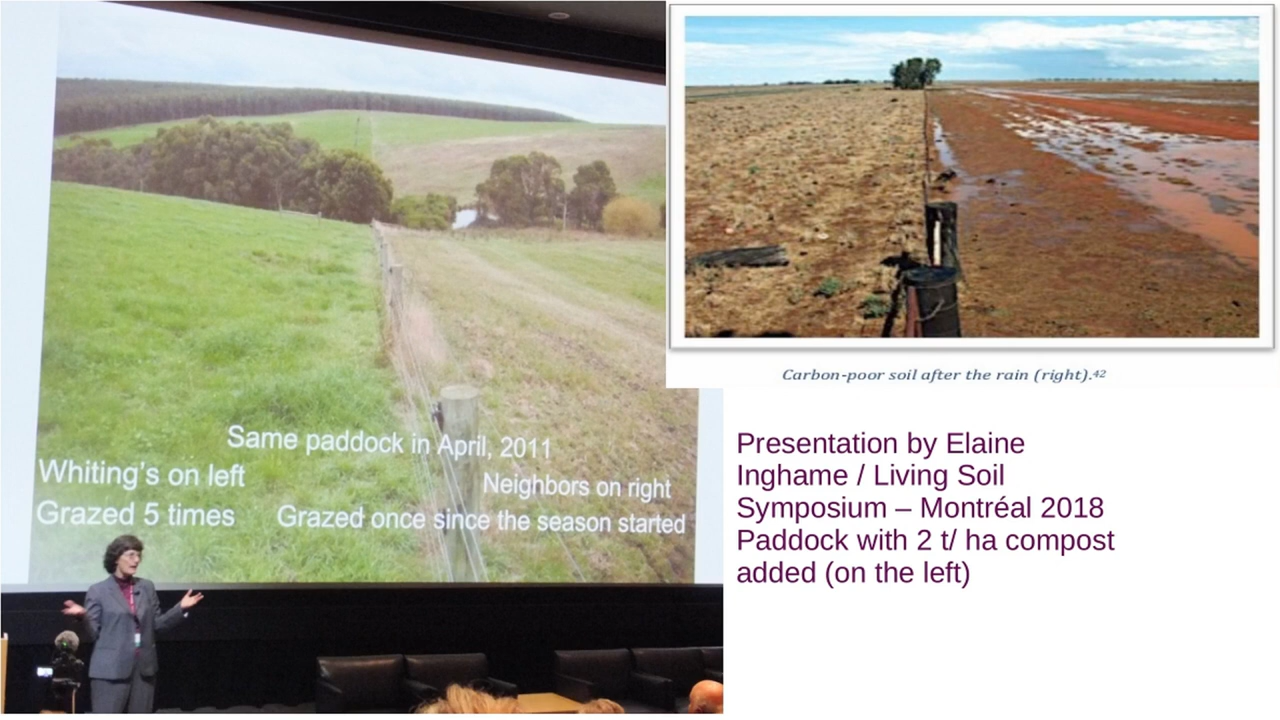 Same paddock in April, 2011
Whiting's on left
Neighbors on right
Grazed 5 times
Grazed once since the season started
Carbon-poor soil after the rain (right).42
Presentation by Elaine
Inghame / Living Soil
Symposium – Montréal 2018
Paddock with 2 t/ ha compost
added (on the left)